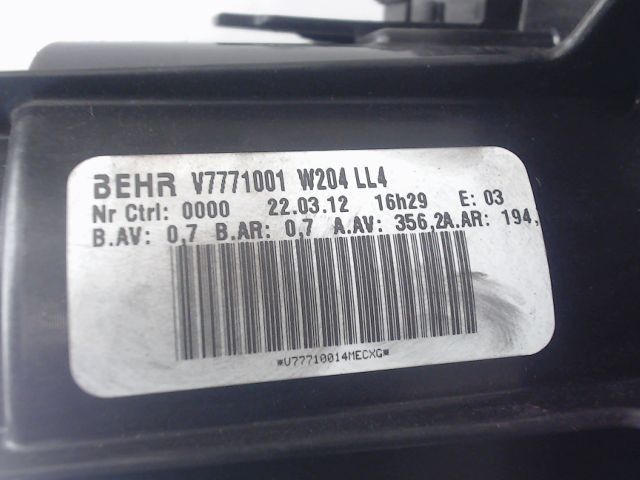 BEHR V7771001 W204 LL4
Nr Ctrl: 0000 22.03.12 16h29 E: 03
B.AV: 0,7 B.AR: 0,7 A.AV: 356,2A.AR: 194,
*V77710014MECXG*